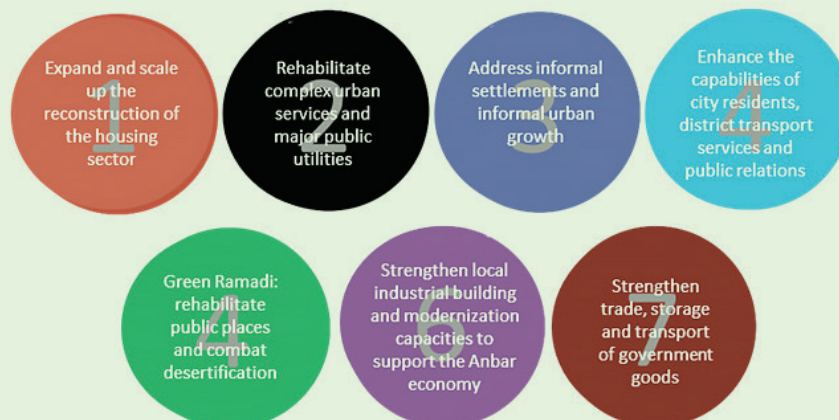 Expand and scale
up the
reconstruction of
the housing
sector
1
Rehabilitate
complex urban
services and
major public
utilities
2
Address informal
settlements and
informal urban
growth
3
Enhance the
capabilities of
city residents,
district transport
services and
public relations
4
Green Ramadi:
rehabilitate
public places
and combat
desertification
4
Strengthen local
industrial building
and modernization
capacities to
support the Anbar
economy
6
Strengthen
trade, storage
and transport
of government
goods
7